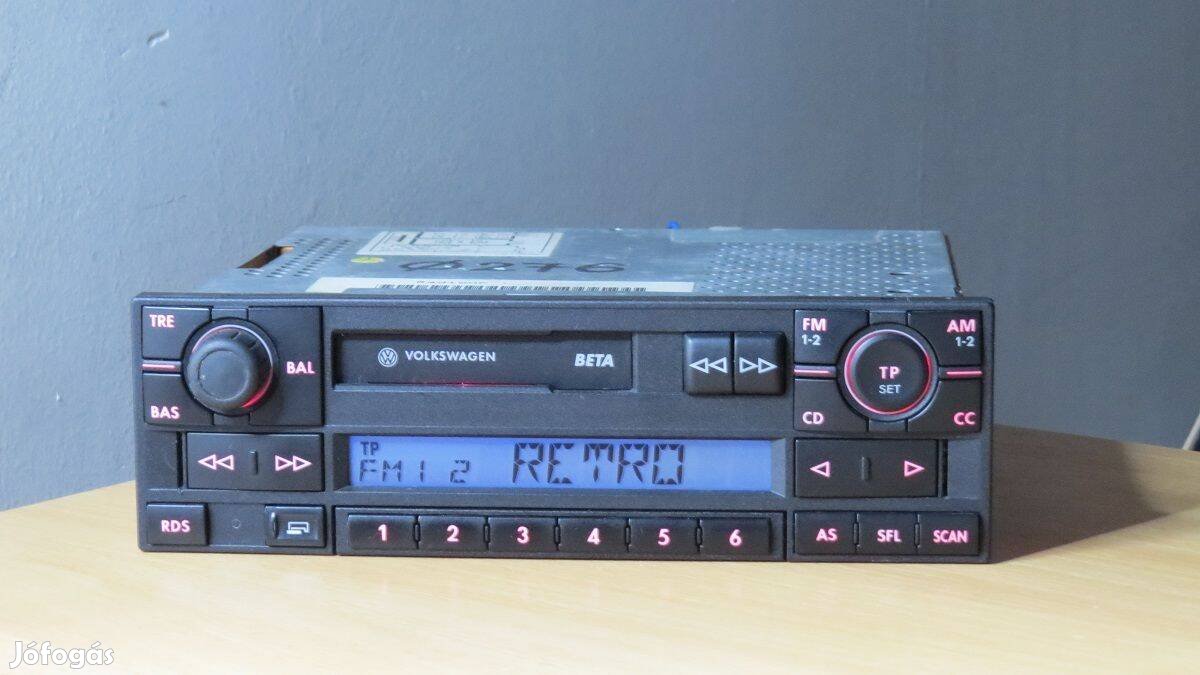 0276
TRE
BAL
BAS
VOLKSWAGEN
BETA
FM
1-2
AM
1-2
TP
SET
CD
CC
TP
FM1 2 RETRO
RDS
1 2 3 4 5 6
AS SFL SCAN
Jófogás